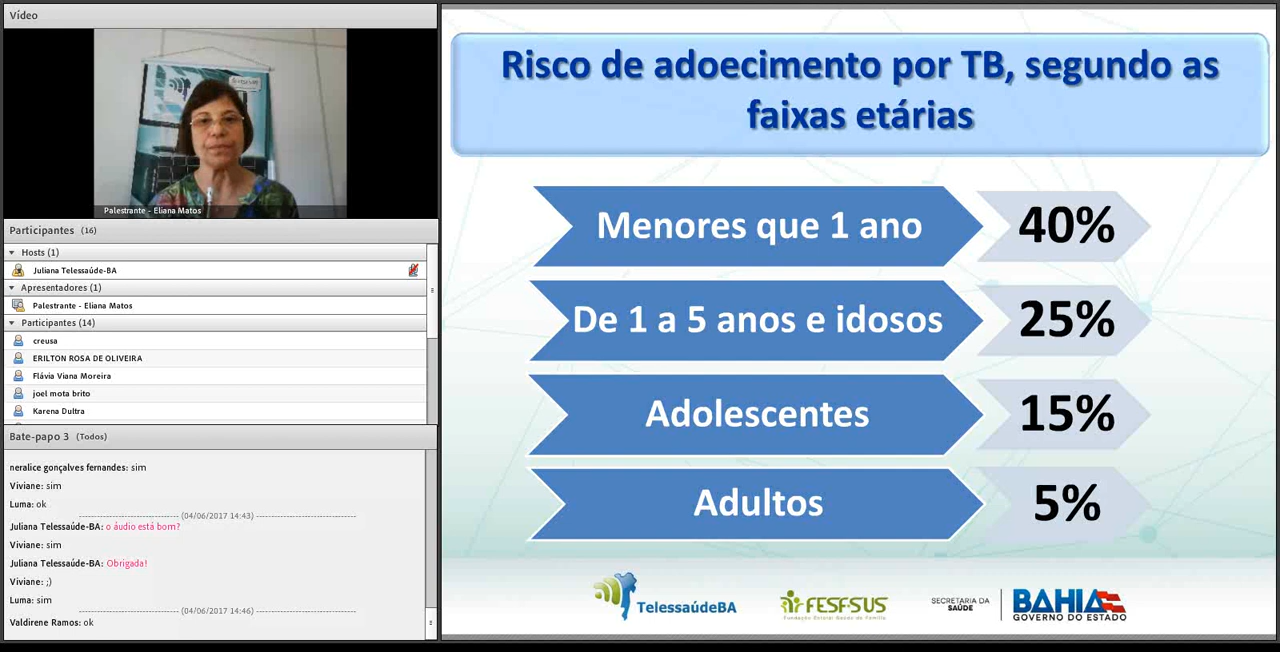 Vídeo
Palestrante - Eliana Matos
Participantes (16)
Hosts (1)
Juliana Telessaúde-BA
Apresentadores (1)
Palestrante - Eliana Matos
Participantes (14)
creusa
ERILTON ROSA DE OLIVEIRA
Flávia Viana Moreira
joel mota brito
Karena Dultra
Bate-papo 3 (Todos)
neralice gonçalves fernandes: sim
Viviane: sim
Luma: ok
(04/06/2017 14:43)
Juliana Telessaúde-BA: o áudio está bom?
Viviane: sim
Juliana Telessaúde-BA: Obrigada!
Viviane: ;)
Luma: sim
(04/06/2017 14:46)
Valdirene Ramos: ok
Risco de adoecimento por TB, segundo as
faixas etárias
Menores que 1 ano 40%
De 1 a 5 anos e idosos 25%
Adolescentes 15%
Adultos 5%
TelessaúdeBA
FESF-SUS
SECRETARIA DA
SAÚDE
BAHIA
GOVERNO DO ESTADO